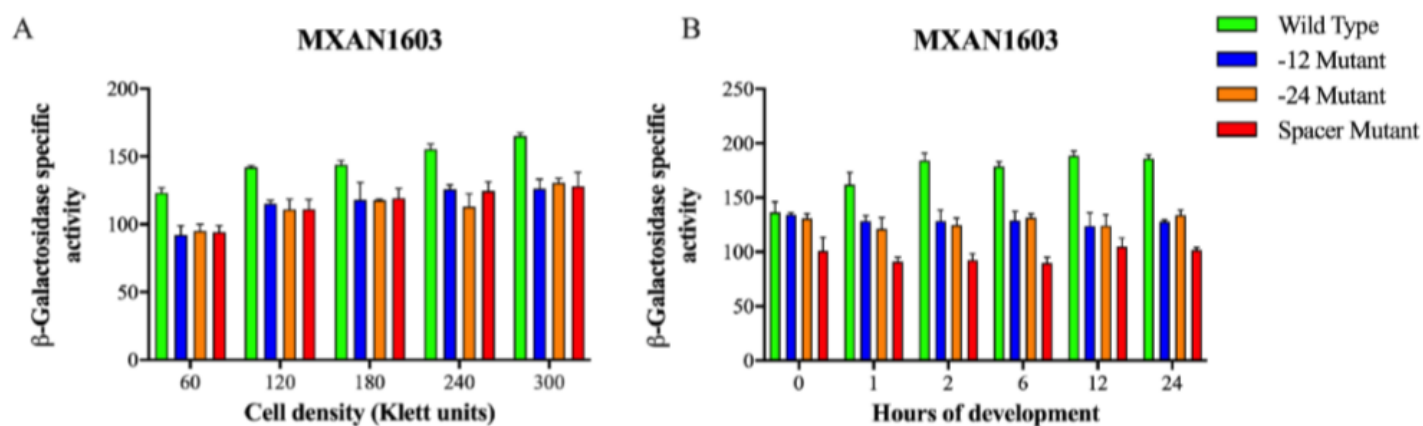 A
MXAN1603
β-Galactosidase specific
activity
200
150
100
50
0
60 120 180 240 300
Cell density (Klett units)
B
MXAN1603
β-Galactosidase specific
activity
250
200
150
100
50
0
0 1 2 6 12 24
Hours of development
Wild Type
-12 Mutant
-24 Mutant
Spacer Mutant